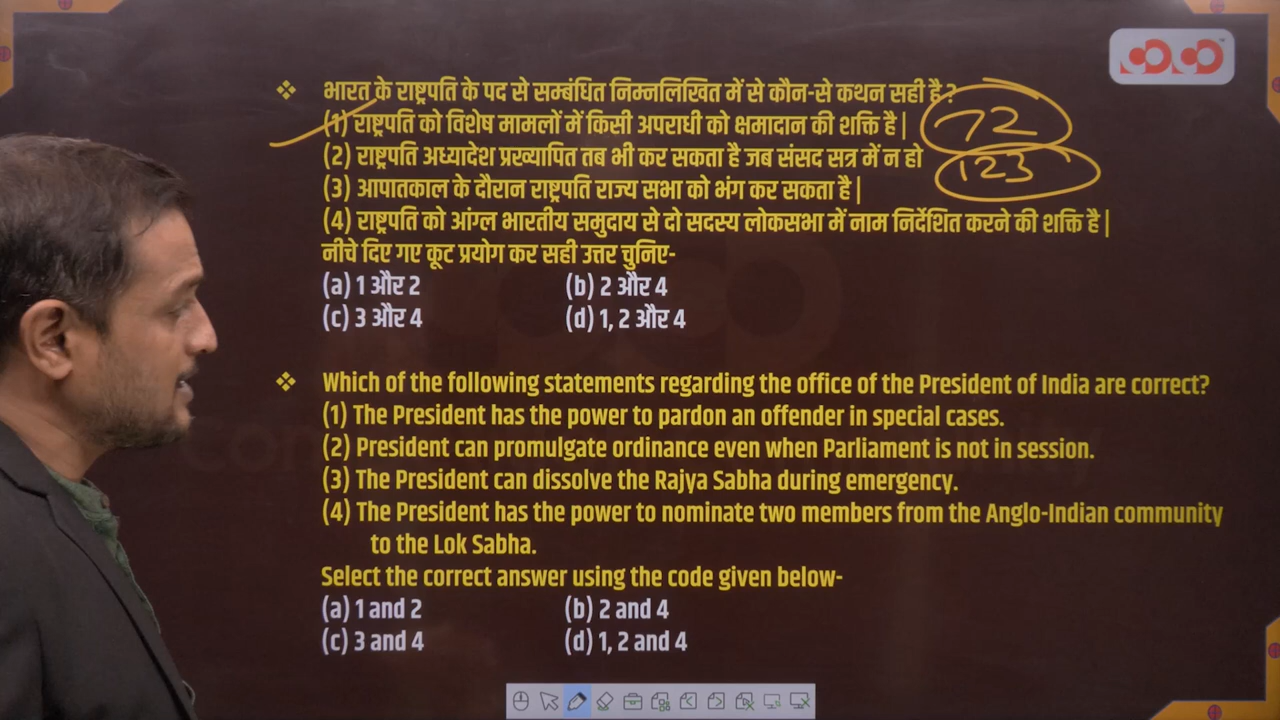 ❖ भारत के राष्ट्रपति के पद से सम्बंधित निम्नलिखित में से कौन-से कथन सही है ?
(1) राष्ट्रपति को विशेष मामलों में किसी अपराधी को क्षमादान की शक्ति है|
72
(2) राष्ट्रपति अध्यादेश प्रख्यापित तब भी कर सकता है जब संसद सत्र में न हो
123
(3) आपातकाल के दौरान राष्ट्रपति राज्य सभा को भंग कर सकता है|
(4) राष्ट्रपति को आंग्ल भारतीय समुदाय से दो सदस्य लोकसभा में नाम निर्देशित करने की शक्ति है|
नीचे दिए गए कूट प्रयोग कर सही उत्तर चुनिए-
(a) 1 और 2 (b) 2 और 4
(c) 3 और 4 (d) 1, 2 और 4
❖ Which of the following statements regarding the office of the President of India are correct?
(1) The President has the power to pardon an offender in special cases.
(2) President can promulgate ordinance even when Parliament is not in session.
(3) The President can dissolve the Rajya Sabha during emergency.
(4) The President has the power to nominate two members from the Anglo-Indian community
to the Lok Sabha.
Select the correct answer using the code given below-
(a) 1 and 2 (b) 2 and 4
(c) 3 and 4 (d) 1, 2 and 4